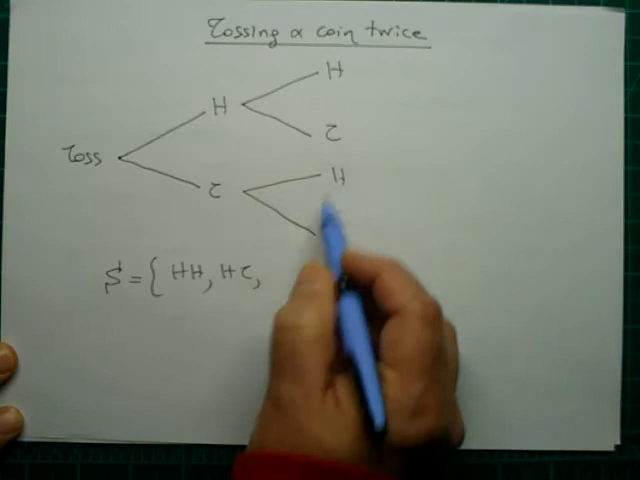 Tossing a coin twice
H
H
T
Toss
H
T
S = { HH, HT,